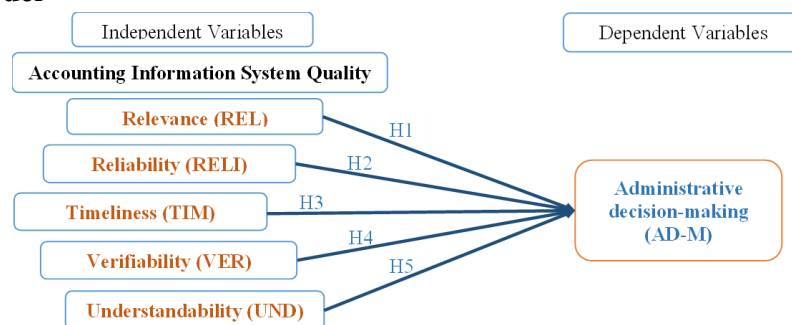 Independent Variables
Dependent Variables
Accounting Information System Quality
Relevance (REL)
H1
Reliability (RELI)
H2
Timeliness (TIM)
H3
Administrative
decision-making
(AD-M)
Verifiability (VER)
H4
Understandability (UND)
H5